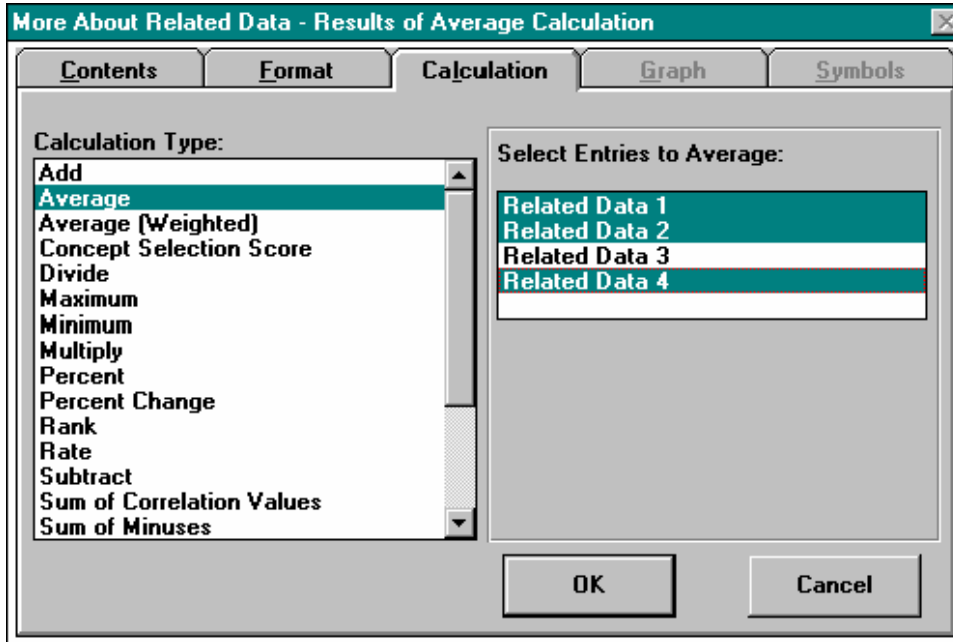 More About Related Data - Results of Average Calculation
Contents Format Calculation Graph Symbols
Calculation Type:
Add
Average
Average (Weighted)
Concept Selection Score
Divide
Maximum
Minimum
Multiply
Percent
Percent Change
Rank
Rate
Subtract
Sum of Correlation Values
Sum of Minuses
Select Entries to Average:
Related Data 1
Related Data 2
Related Data 3
Related Data 4
OK Cancel